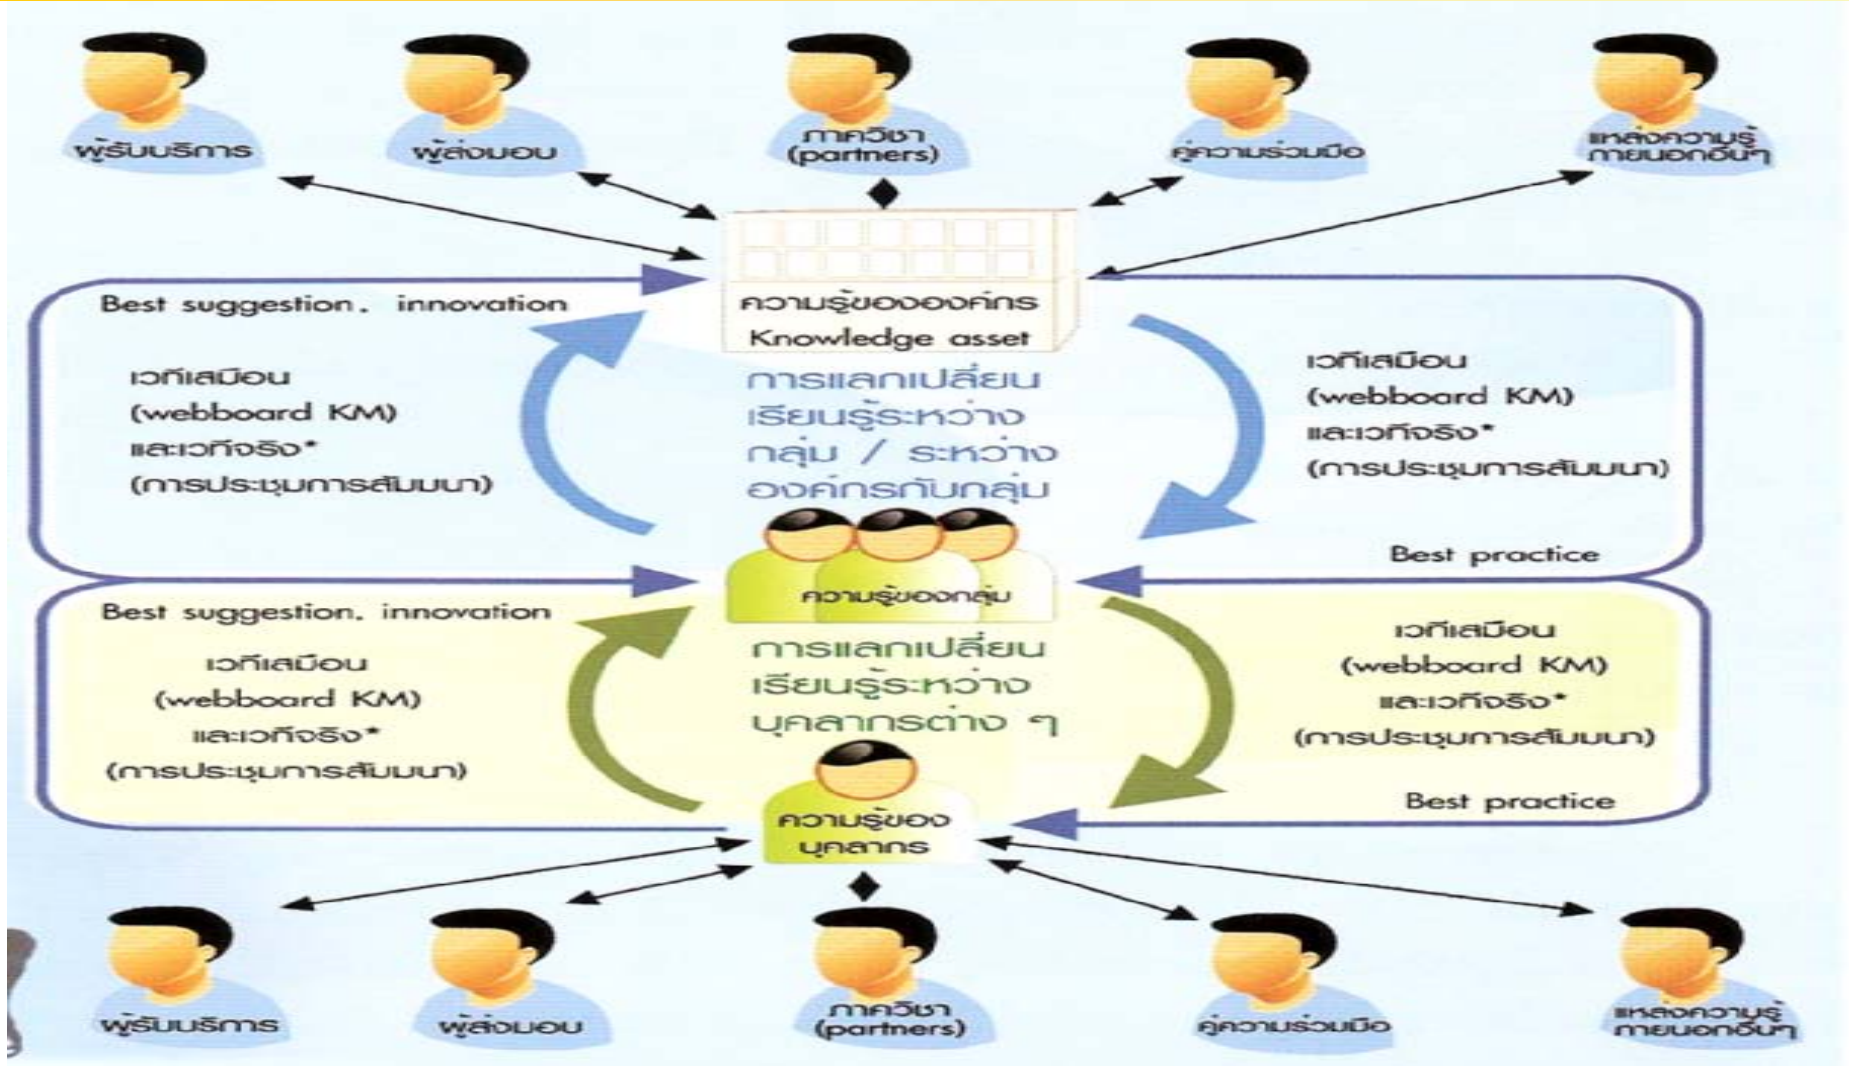 ผู้รับบริการ
ผู้ส่งมอบ
ภาควิชา
(partners)
คู่ความร่วมมือ
แหล่งความรู้
ภายนอกอื่นๆ
Best suggestion, innovation
เวทีเสมือน
(webboard KM)
และเวทีจริง*
(การประชุมการสัมมนา)
ความรู้ขององค์กร
Knowledge asset
การแลกเปลี่ยน
เรียนรู้ระหว่าง
กลุ่ม / ระหว่าง
องค์กรกับกลุ่ม
เวทีเสมือน
(webboard KM)
และเวทีจริง*
(การประชุมการสัมมนา)
Best practice
ความรู้ของกลุ่ม
Best suggestion, innovation
เวทีเสมือน
(webboard KM)
และเวทีจริง*
(การประชุมการสัมมนา)
การแลกเปลี่ยน
เรียนรู้ระหว่าง
บุคลากรต่าง ๆ
เวทีเสมือน
(webboard KM)
และเวทีจริง*
(การประชุมการสัมมนา)
Best practice
ความรู้ของ
บุคลากร
ผู้รับบริการ
ผู้ส่งมอบ
ภาควิชา
(partners)
คู่ความร่วมมือ
แหล่งความรู้
ภายนอกอื่นๆ